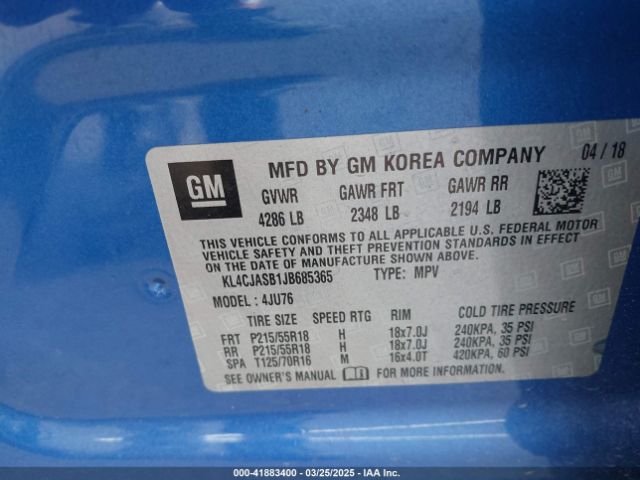 MFD BY GM KOREA COMPANY 04 / 18
GM
GVWR GAWR FRT GAWR RR
4286 LB 2348 LB 2194 LB
THIS VEHICLE CONFORMS TO ALL APPLICABLE U.S. FEDERAL MOTOR
VEHICLE SAFETY AND THEFT PREVENTION STANDARDS IN EFFECT
ON THE DATE OF MANUFACTURE SHOWN ABOVE.
KL4CJASB1JB685365 TYPE: MPV
MODEL : 4JU76
TIRE SIZE SPEED RTG RIM COLD TIRE PRESSURE
FRT P215/55R18 H 18x7.0J 240KPA, 35 PSI
RR P215/55R18 H 18x7.0J 240KPA, 35 PSI
SPA T125/70R16 M 16x4.0T 420KPA, 60 PSI
SEE OWNER'S MANUAL FOR MORE INFORMATION.
000-41883400 - 03/25/2025 - IAA Inc.